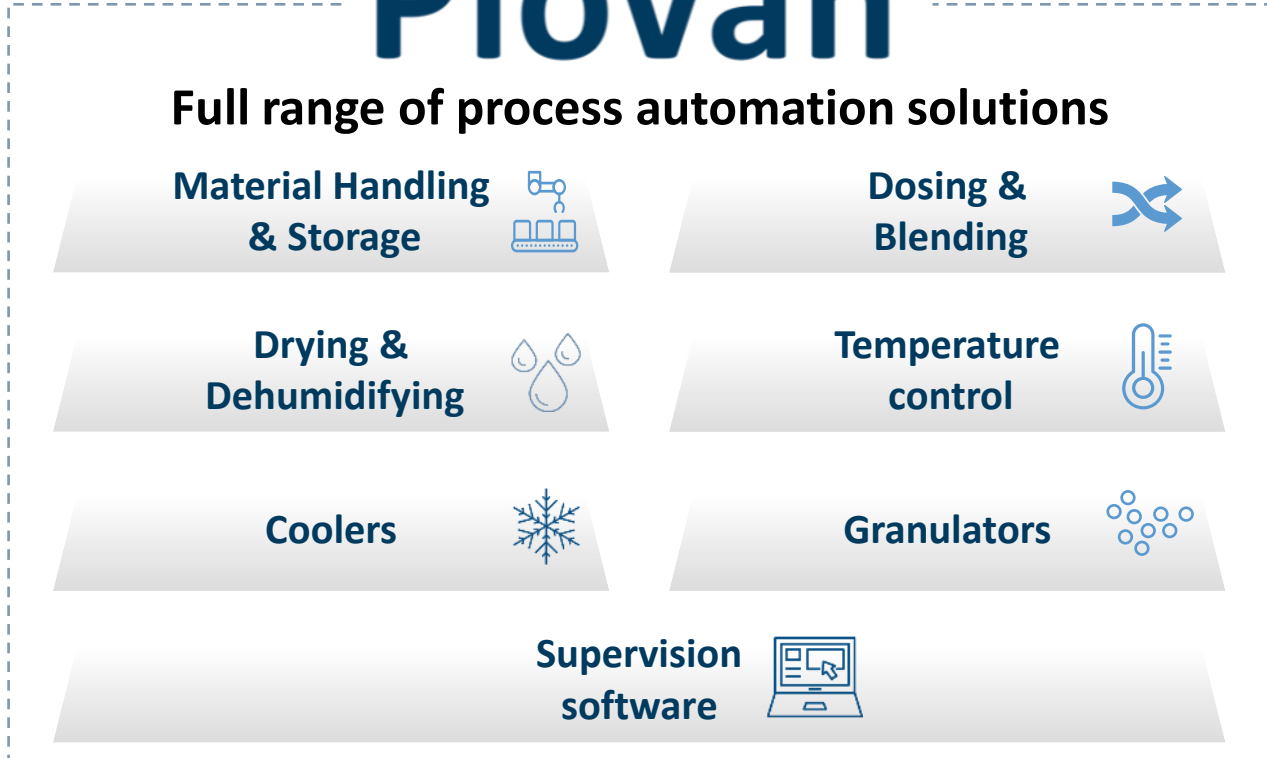 Piovan
Full range of process automation solutions
Material Handling
& Storage
Dosing &
Blending
Drying &
Dehumidifying
Temperature
control
Coolers
Granulators
Supervision
software